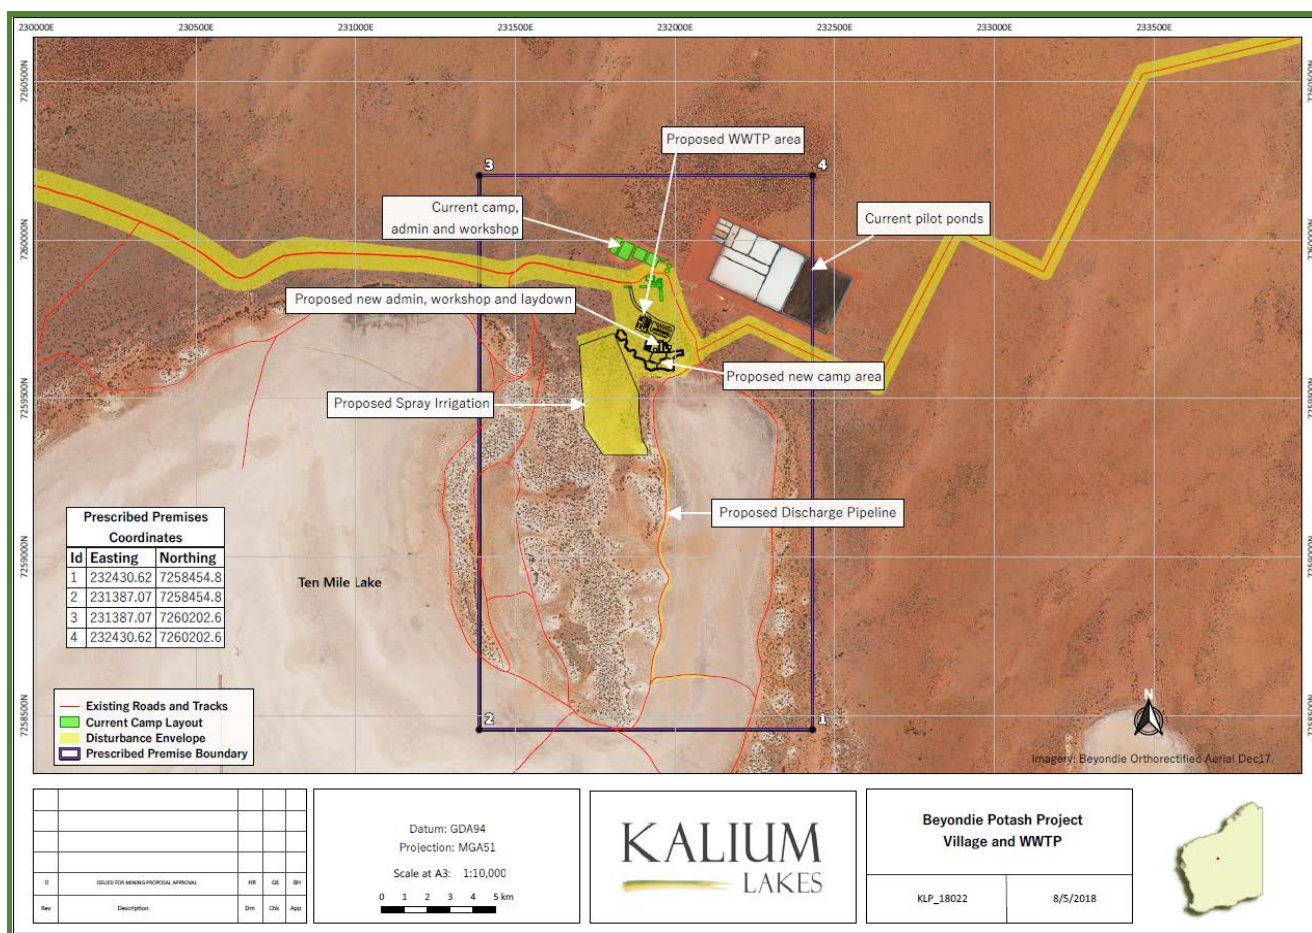 230000E 230500E 231000E 231500E 232000E 232500E 233000E 233500E
7260500N
7260000N
7259500N
7259000N
7258500N
7260500N
7260000N
7259500N
7259000N
7258500N
Proposed WWTP area
3
4
Current camp,
admin and workshop
Current pilot ponds
Proposed new admin, workshop and laydown
Proposed new camp area
Proposed Spray Irrigation
Proposed Discharge Pipeline
Prescribed Premises
Coordinates
Id Easting Northing
1 232430.62 7258454.8
2 231387.07 7258454.8
3 231387.07 7260202.6
4 232430.62 7260202.6
Ten Mile Lake
2
1
N
Existing Roads and Tracks
Current Camp Layout
Disturbance Envelope
Prescribed Premise Boundary
Imagery: Beyondie Orthorectified Aerial Dec17.
ISSUED FOR MINING PROPOSAL APPROVAL HR GE BH
Rev Description Drn Chk App
Datum: GDA94
Projection: MGA51
Scale at A3: 1:10,000
0 1 2 3 4 5 km
KALIUM
LAKES
Beyondie Potash Project
Village and WWTP
KLP_18022 8/5/2018